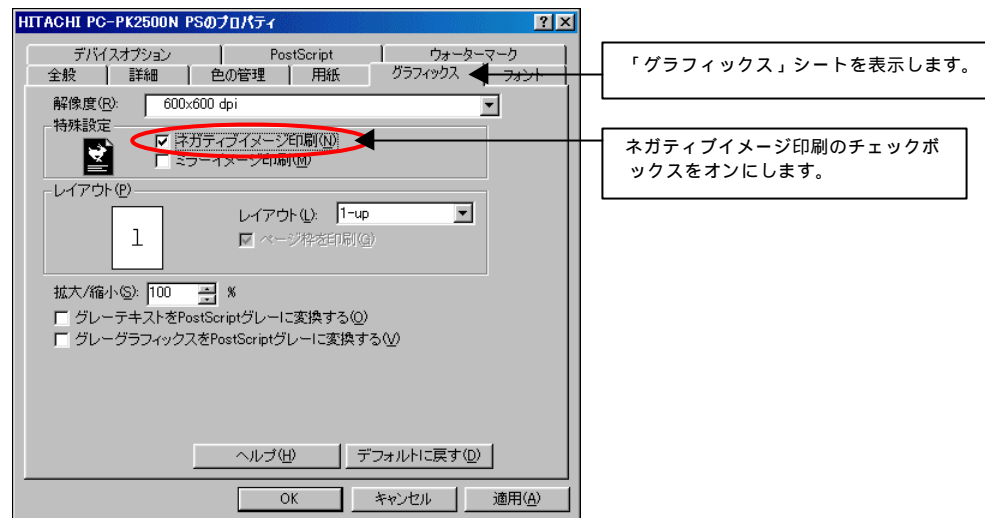 HITACHI PC-PK2500N PSのプロパティ
デバイスオプション PostScript ウォーターマーク
全般 詳細 色の管理 用紙 グラフィックス フォント
「グラフィックス」シートを表示します。
解像度(R): 600x600 dpi
特殊設定
ネガティブイメージ印刷(N)
ミラーイメージ印刷(M)
ネガティブイメージ印刷のチェックボ
ックスをオンにします。
レイアウト(P)
1
レイアウト(L): 1-up
ページ枠を印刷(G)
拡大/縮小(S): 100 %
グレーテキストをPostScriptグレーに変換する(O)
グレーグラフィックスをPostScriptグレーに変換する(V)
ヘルプ(H) デフォルトに戻す(D)
OK キャンセル 適用(A)